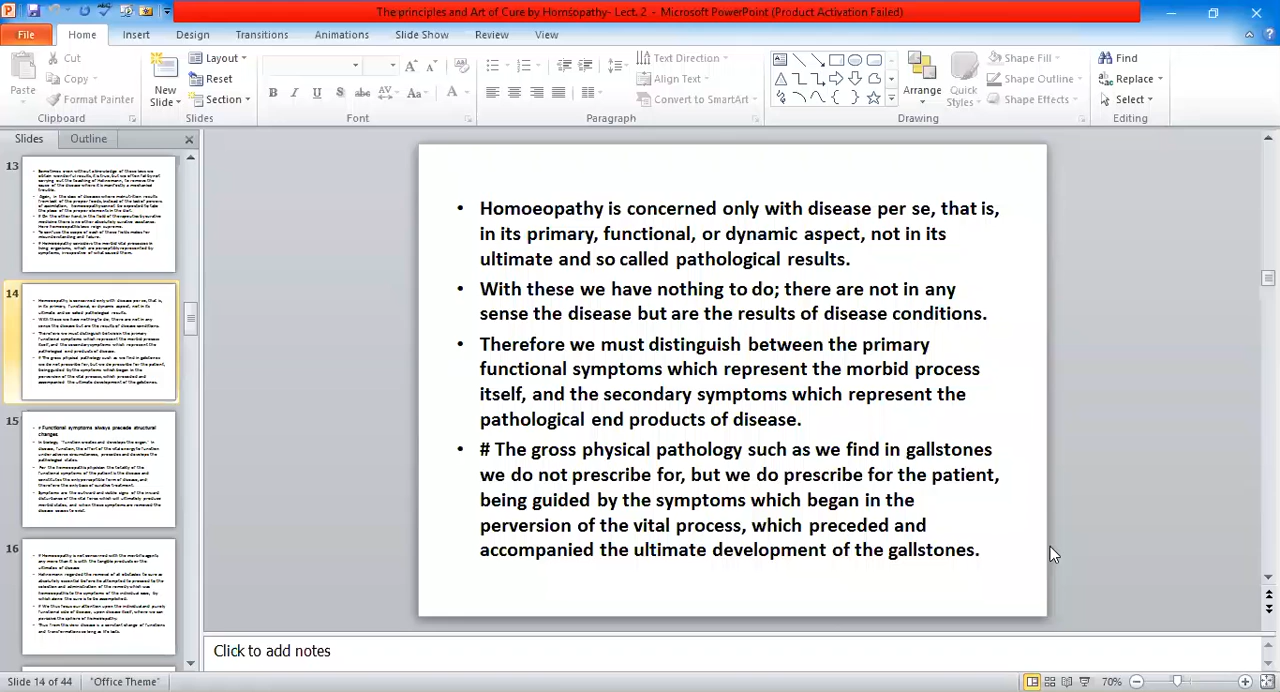 The principles and Art of Cure by Homoeopathy- Lect. 2 - Microsoft PowerPoint (Product Activation Failed)
File Home Insert Design Transitions Animations Slide Show Review View
Paste
Cut
Copy
Format Painter
Clipboard
New Slide
Layout
Reset
Section
Slides
Font
Text Direction
Align Text
Convert to SmartArt
Paragraph
Arrange
Quick Styles
Shape Fill
Shape Outline
Shape Effects
Drawing
Find
Replace
Select
Editing
Slides Outline
13
14
15
# Functional symptoms always precede structural
changes.
16
• Homoeopathy is concerned only with disease per se, that is,
in its primary, functional, or dynamic aspect, not in its
ultimate and so called pathological results.
• With these we have nothing to do; there are not in any
sense the disease but are the results of disease conditions.
• Therefore we must distinguish between the primary
functional symptoms which represent the morbid process
itself, and the secondary symptoms which represent the
pathological end products of disease.
• # The gross physical pathology such as we find in gallstones
we do not prescribe for, but we do prescribe for the patient,
being guided by the symptoms which began in the
perversion of the vital process, which preceded and
accompanied the ultimate development of the gallstones.
Click to add notes
Slide 14 of 44 "Office Theme" 70%